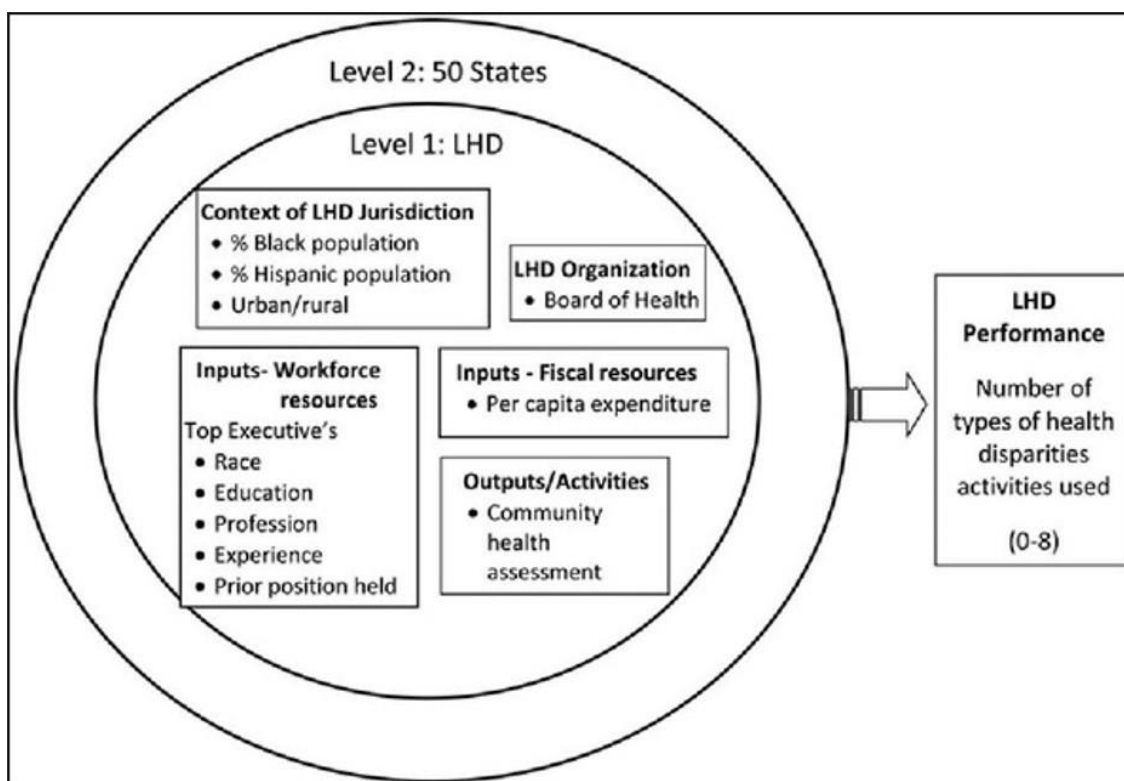 Level 2: 50 States
Level 1: LHD
Context of LHD Jurisdiction
• % Black population
• % Hispanic population
• Urban/rural
LHD Organization
• Board of Health
Inputs- Workforce
resources
Top Executive's
• Race
• Education
• Profession
• Experience
• Prior position held
Inputs - Fiscal resources
• Per capita expenditure
Outputs/Activities
• Community
health
assessment
LHD
Performance
Number of
types of health
disparities
activities used
(0-8)